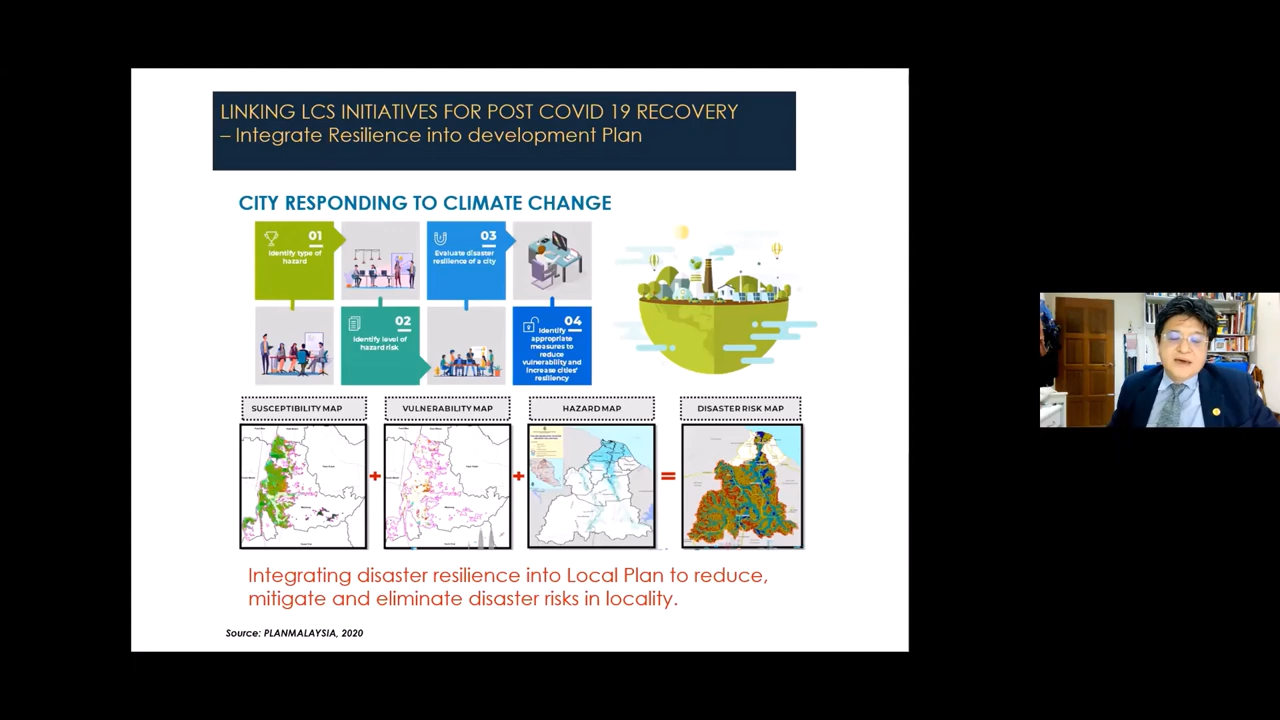 LINKING LCS INITIATIVES FOR POST COVID 19 RECOVERY
– Integrate Resilience into development Plan
CITY RESPONDING TO CLIMATE CHANGE
01
Identify type of
hazard
03
Evaluate disaster
resilience of a city
02
Identify level of
hazard risk
04
Identify
appropriate
measures to
reduce
vulnerability and
increase cities'
resiliency
SUSCEPTIBILITY MAP
VULNERABILITY MAP
HAZARD MAP
DISASTER RISK MAP
+
+
=
Integrating disaster resilience into Local Plan to reduce,
mitigate and eliminate disaster risks in locality.
Source: PLANMALAYSIA, 2020